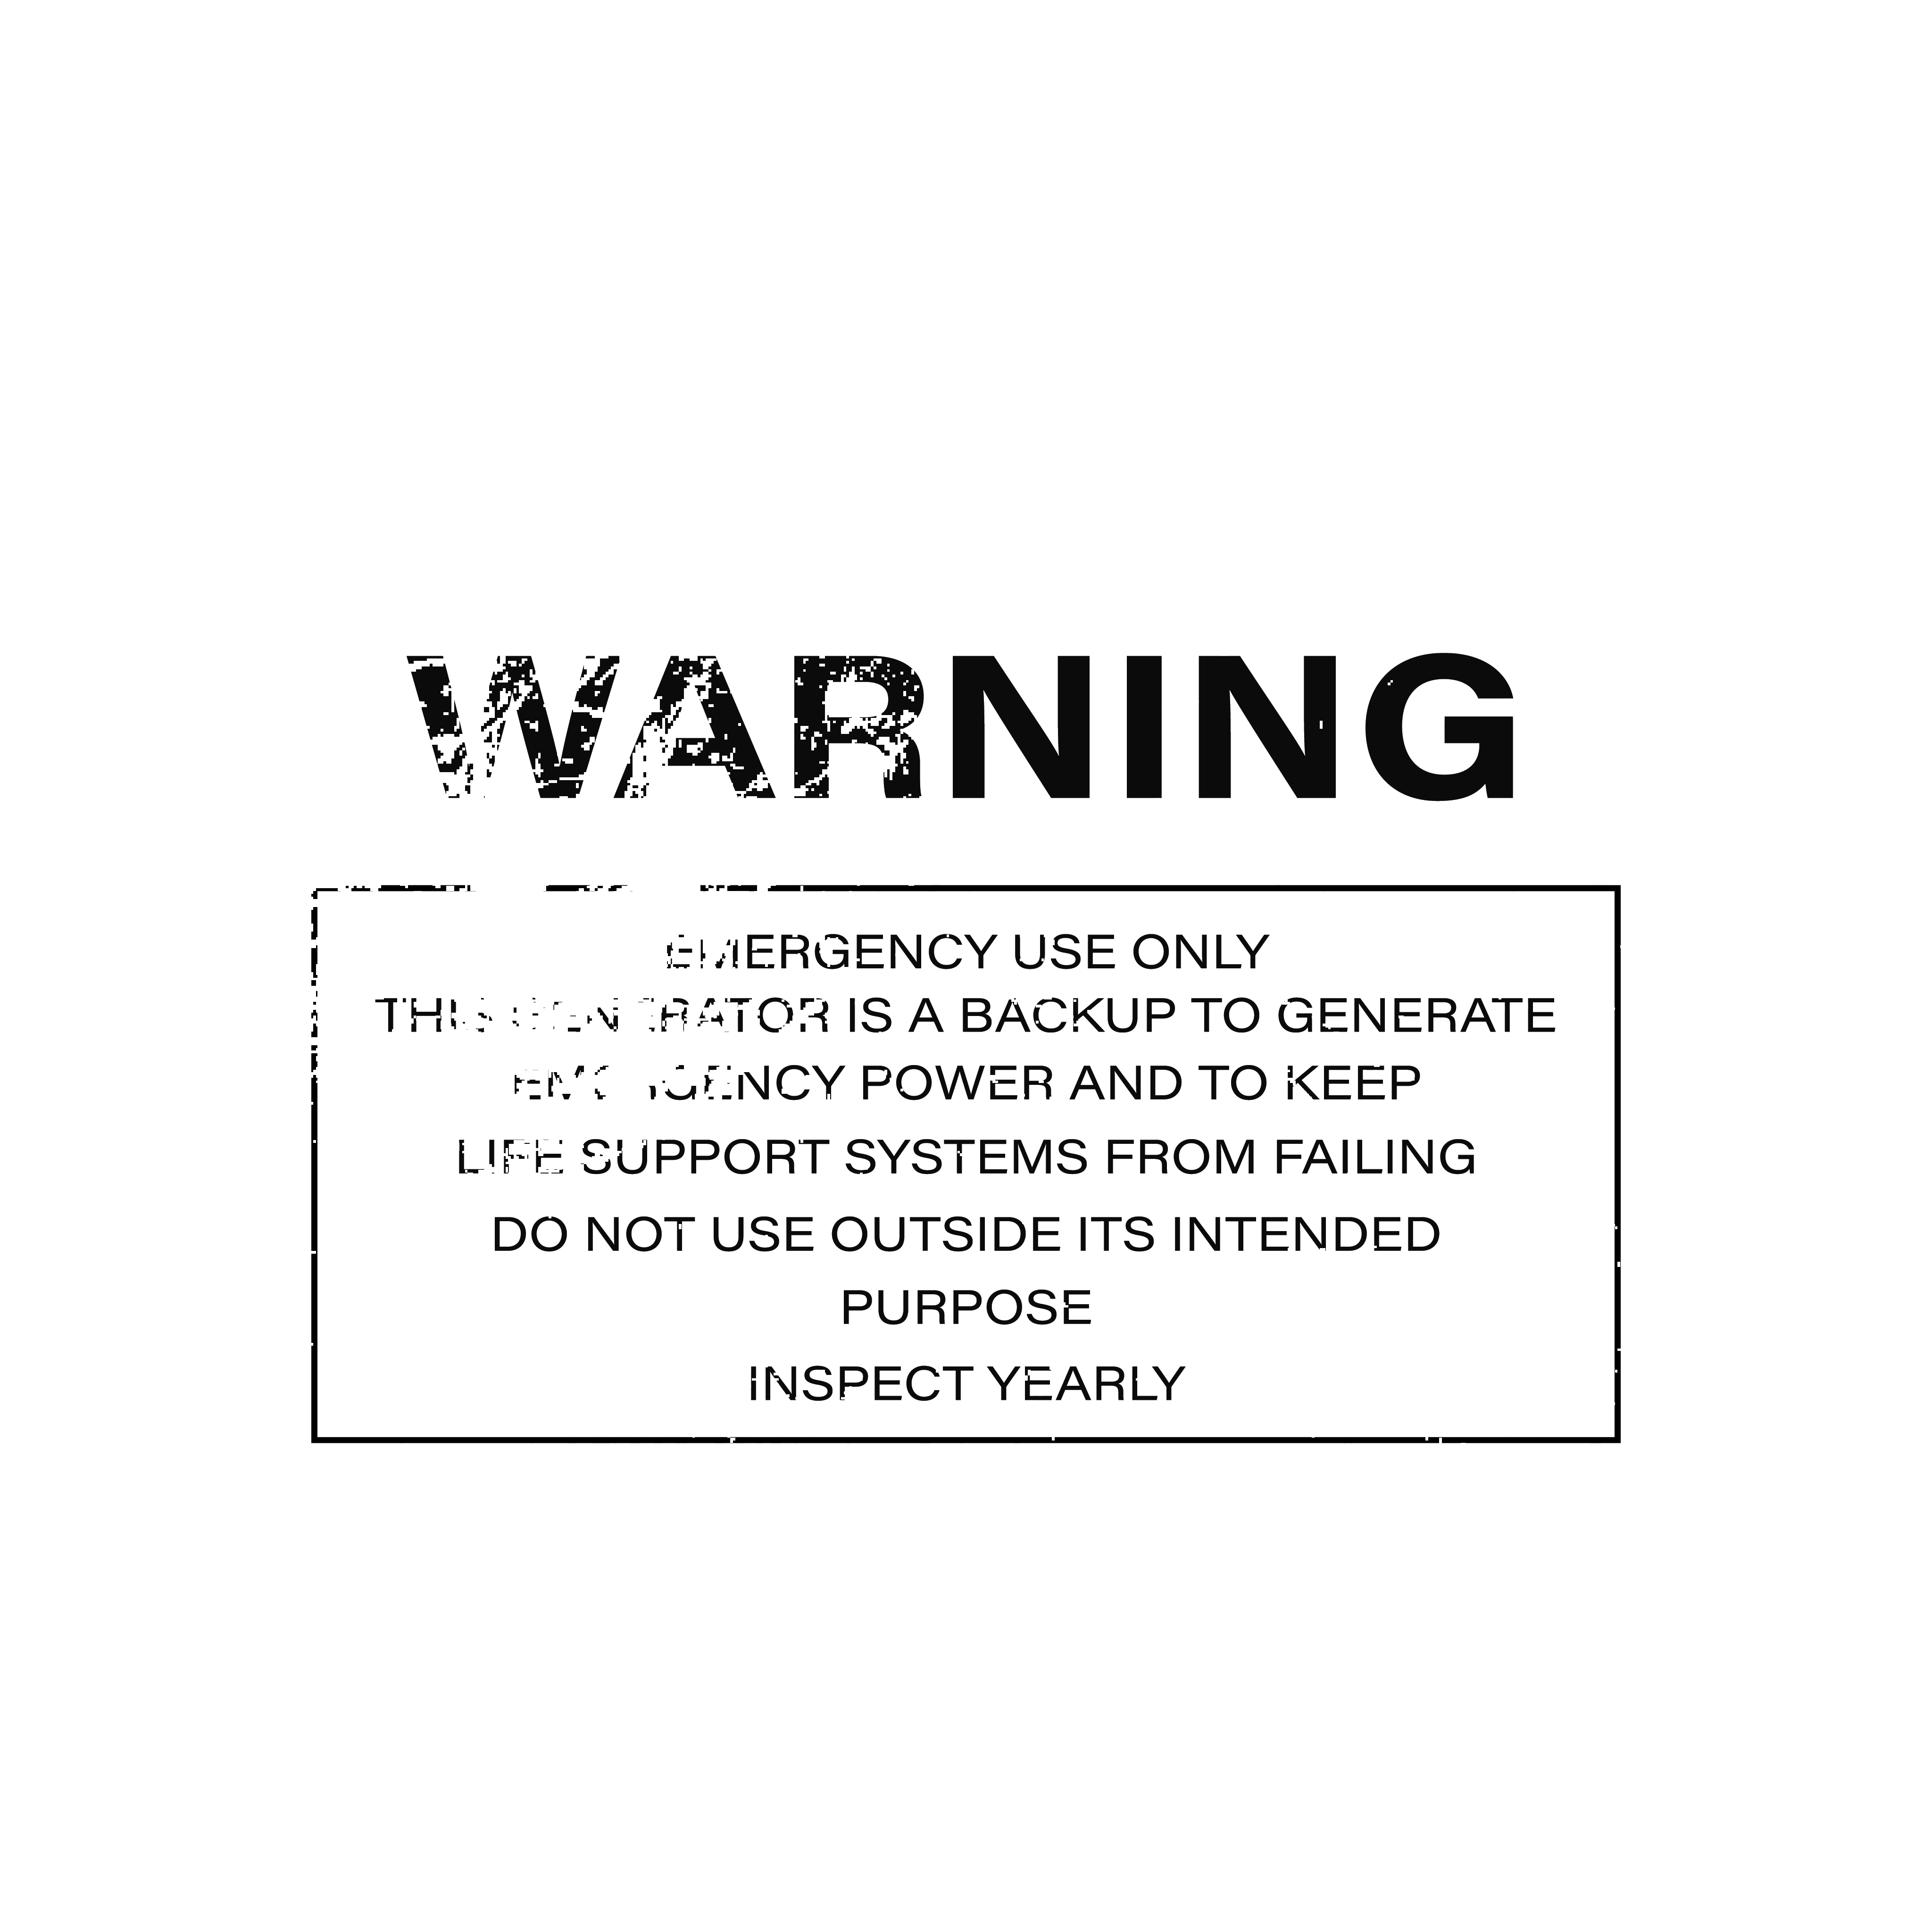 WARNING
EMERGENCY USE ONLY
THIS GENERATOR IS A BACKUP TO GENERATE
EMERGENCY POWER AND TO KEEP
LIFE SUPPORT SYSTEMS FROM FAILING
DO NOT USE OUTSIDE ITS INTENDED
PURPOSE
INSPECT YEARLY